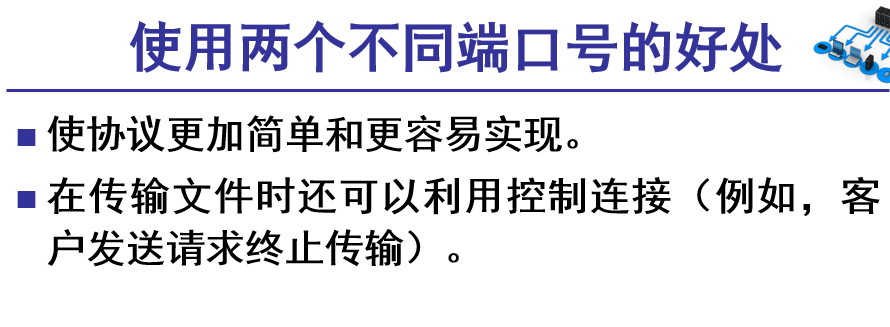 使用两个不同端口号的好处
使协议更加简单和更容易实现。
在传输文件时还可以利用控制连接（例如，客
户发送请求终止传输）。